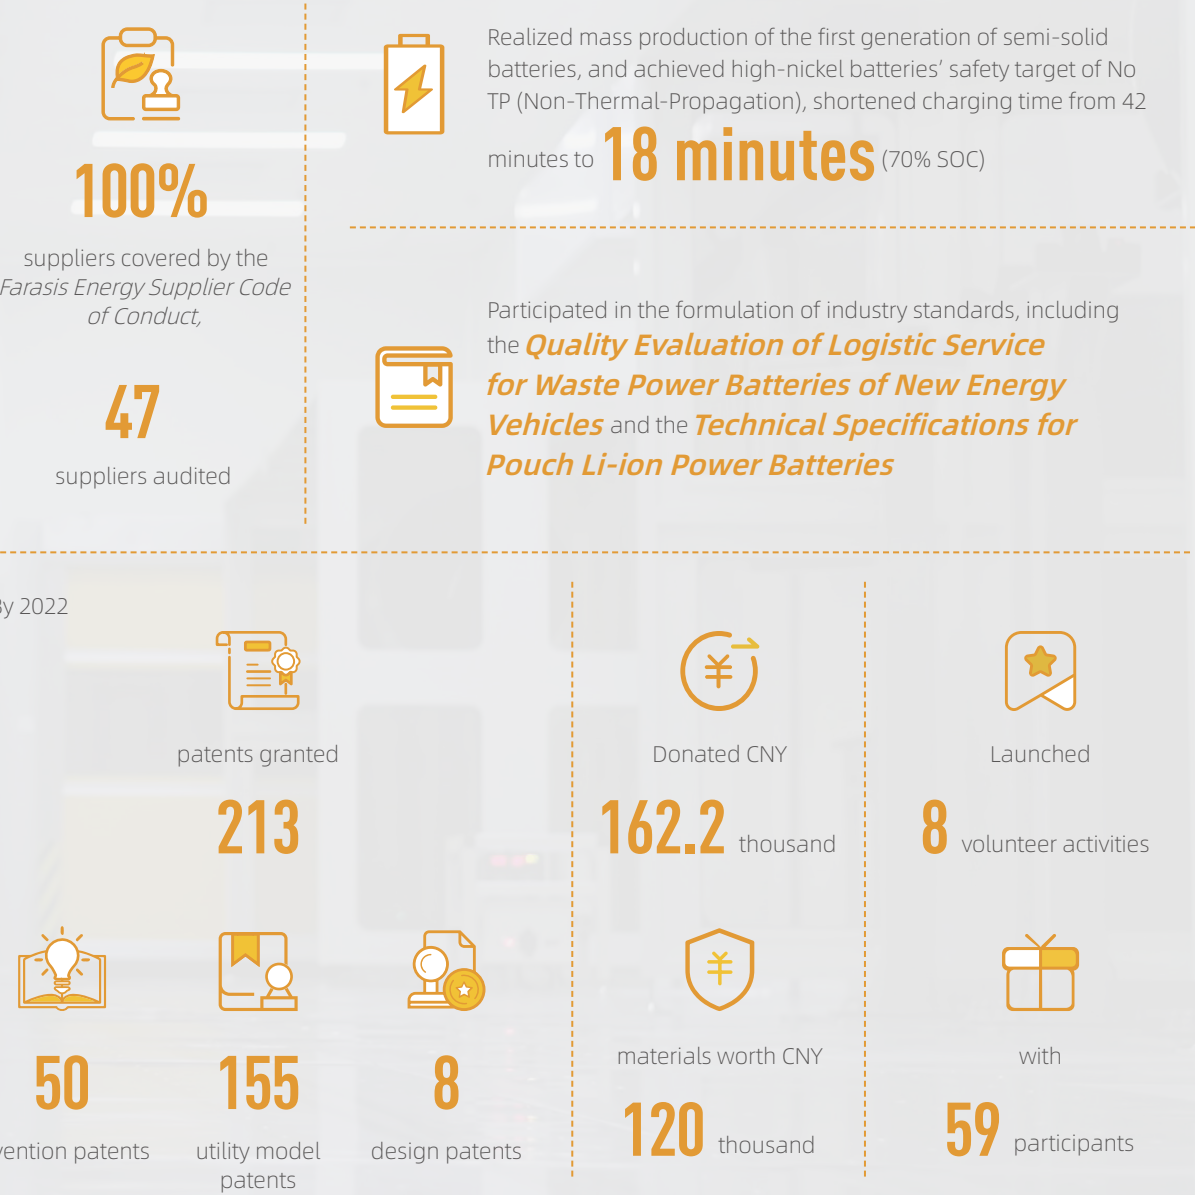 100%
suppliers covered by the
Farasis Energy Supplier Code
of Conduct,
47
suppliers audited
Realized mass production of the first generation of semi-solid
batteries, and achieved high-nickel batteries’ safety target of No
TP (Non-Thermal-Propagation), shortened charging time from 42
minutes to 18 minutes (70% SOC)
Participated in the formulation of industry standards, including
the Quality Evaluation of Logistic Service
for Waste Power Batteries of New Energy
Vehicles and the Technical Specifications for
Pouch Li-ion Power Batteries
By 2022
patents granted
213
50
vention patents
155
utility model
patents
8
design patents
Donated CNY
162.2 thousand
materials worth CNY
120 thousand
Launched
8 volunteer activities
with
59 participants